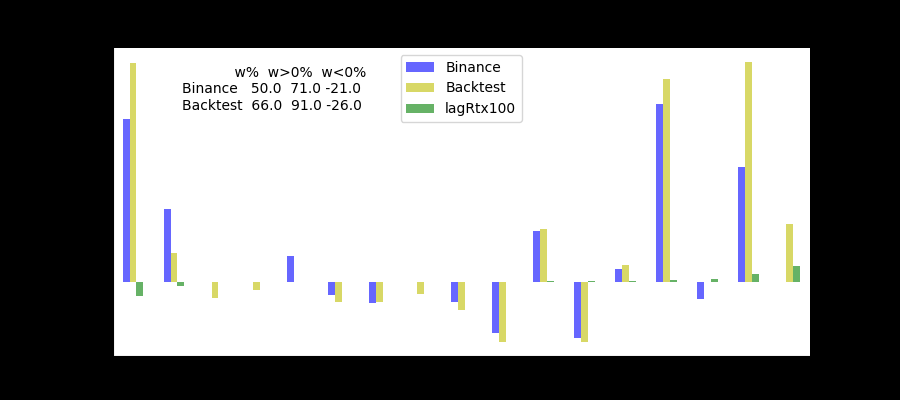 w% w>0% w<0%
Binance 50.0 71.0 -21.0
Backtest 66.0 91.0 -26.0
Binance
Backtest
lagRtx100